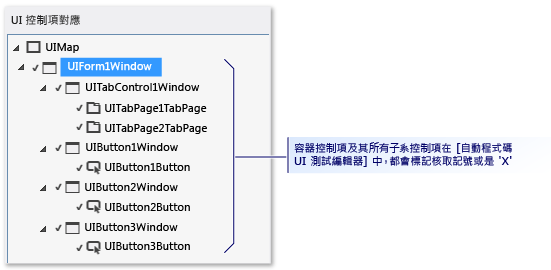 UI 控制項對應
UIMap
UIForm1Window
UITabControl1Window
UITabPage1TabPage
UITabPage2TabPage
UIButton1Window
UIButton1Button
UIButton2Window
UIButton2Button
UIButton3Window
UIButton3Button
容器控制項及其所有子系控制項在 [自動程式碼
UI 測試編輯器] 中，都會標記核取記號或是 'X'